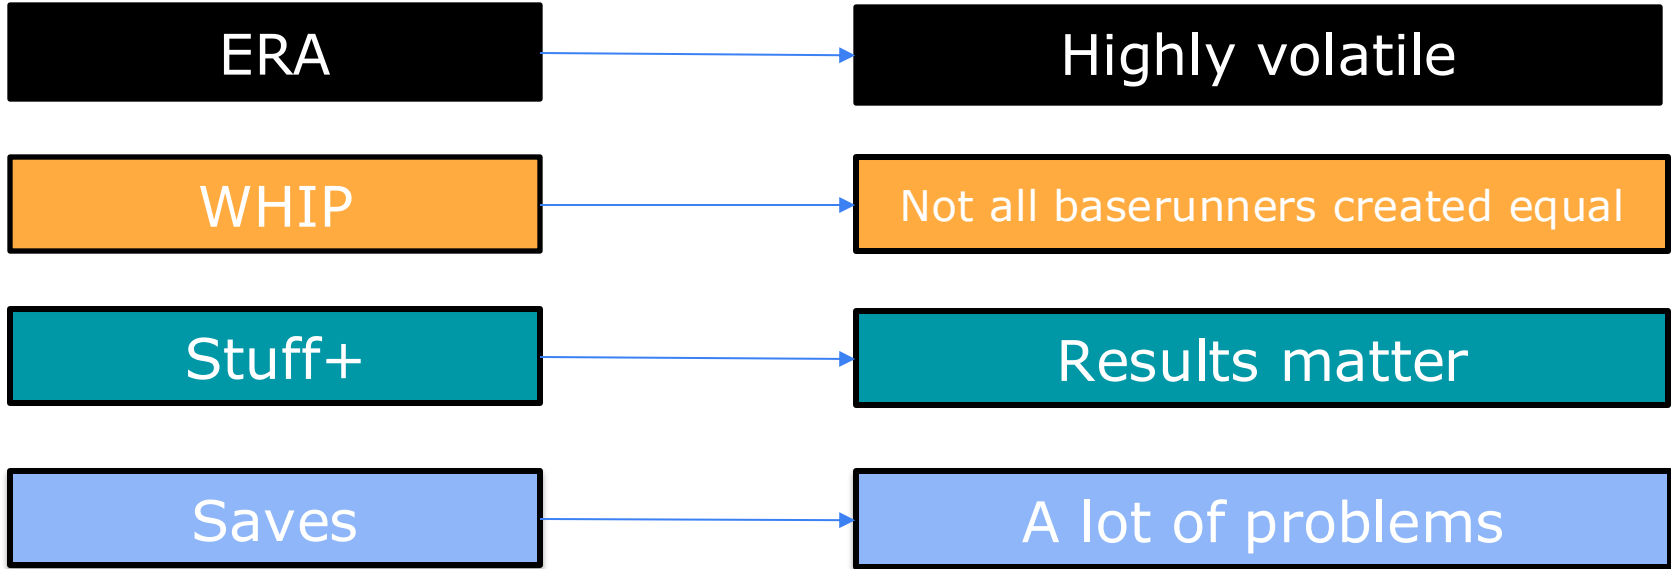 ERA
Highly volatile
WHIP
Not all baserunners created equal
Stuff+
Results matter
Saves
A lot of problems